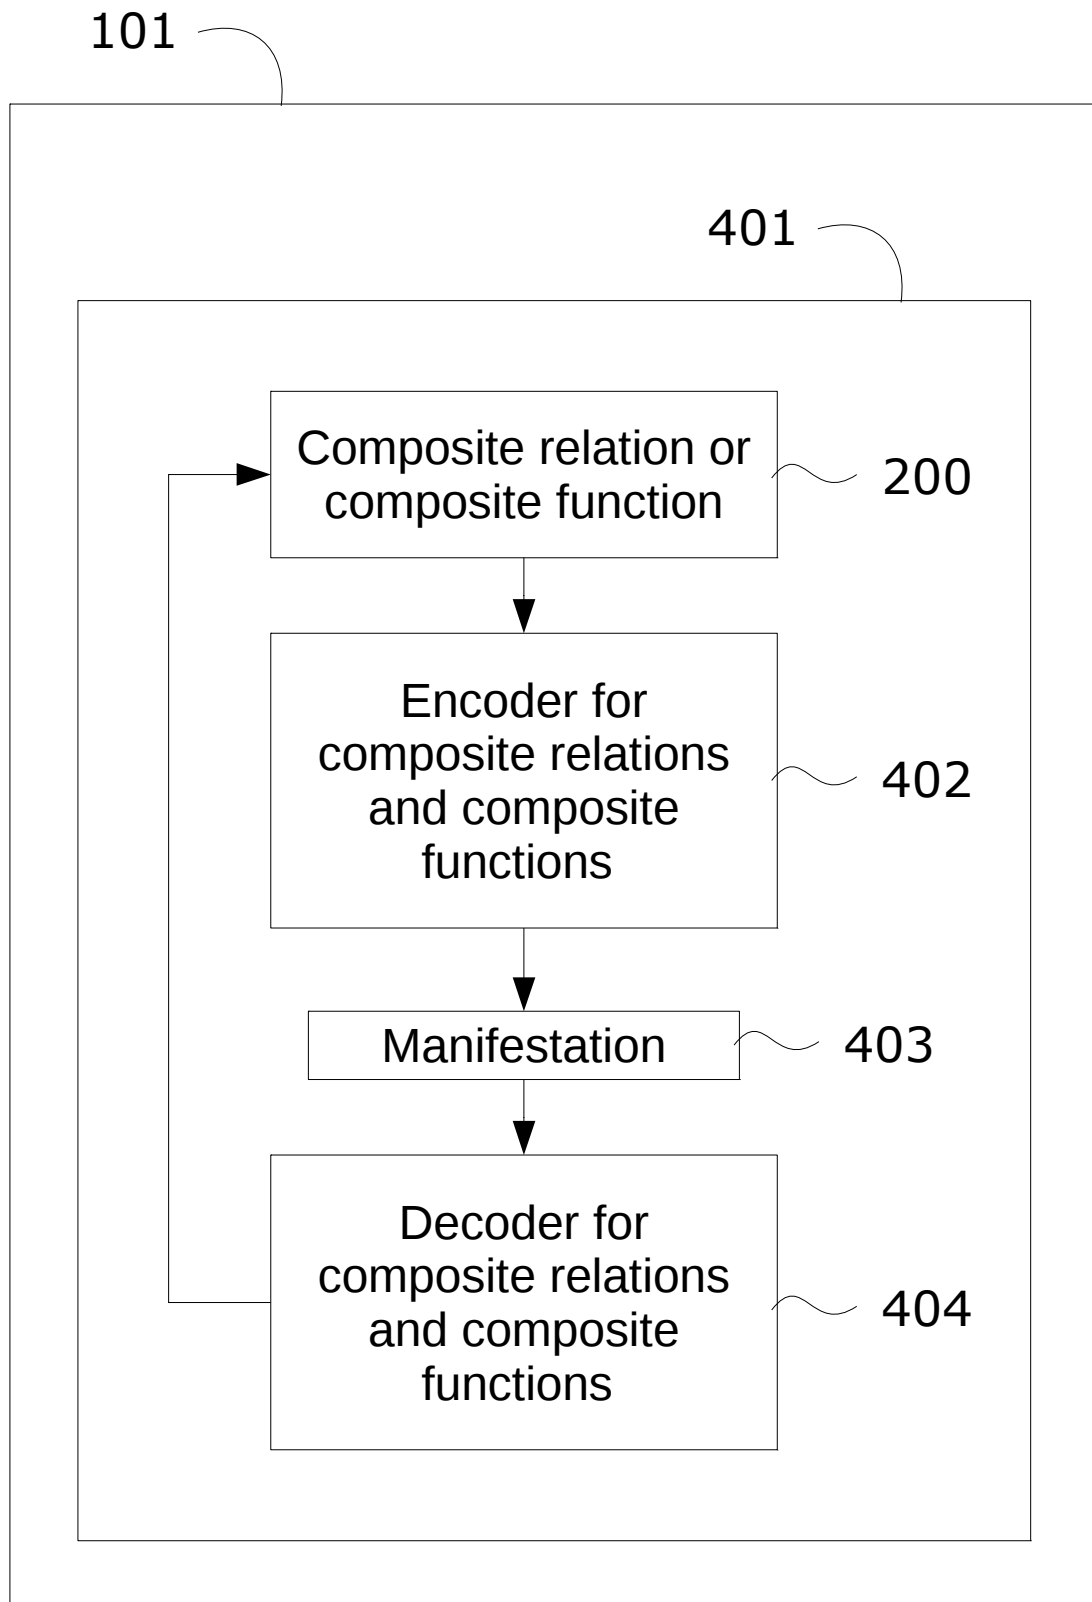 101
401
Composite relation or
composite function
200
Encoder for
composite relations
and composite
functions
402
Manifestation
403
Decoder for
composite relations
and composite
functions
404